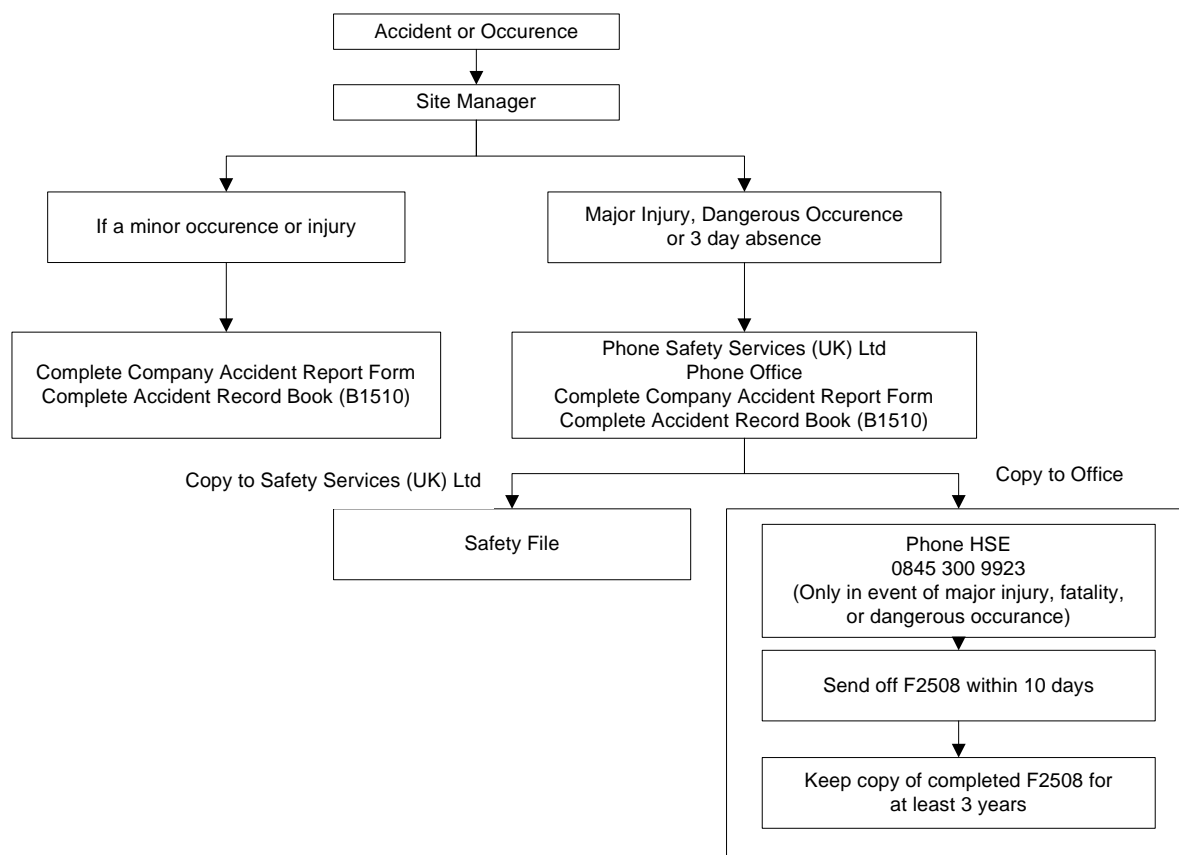 Accident or Occurence
Site Manager
If a minor occurence or injury
Major Injury, Dangerous Occurence
or 3 day absence
Complete Company Accident Report Form
Complete Accident Record Book (B1510)
Phone Safety Services (UK) Ltd
Phone Office
Complete Company Accident Report Form
Complete Accident Record Book (B1510)
Copy to Safety Services (UK) Ltd
Copy to Office
Safety File
Phone HSE
0845 300 9923
(Only in event of major injury, fatality,
or dangerous occurance)
Send off F2508 within 10 days
Keep copy of completed F2508 for
at least 3 years